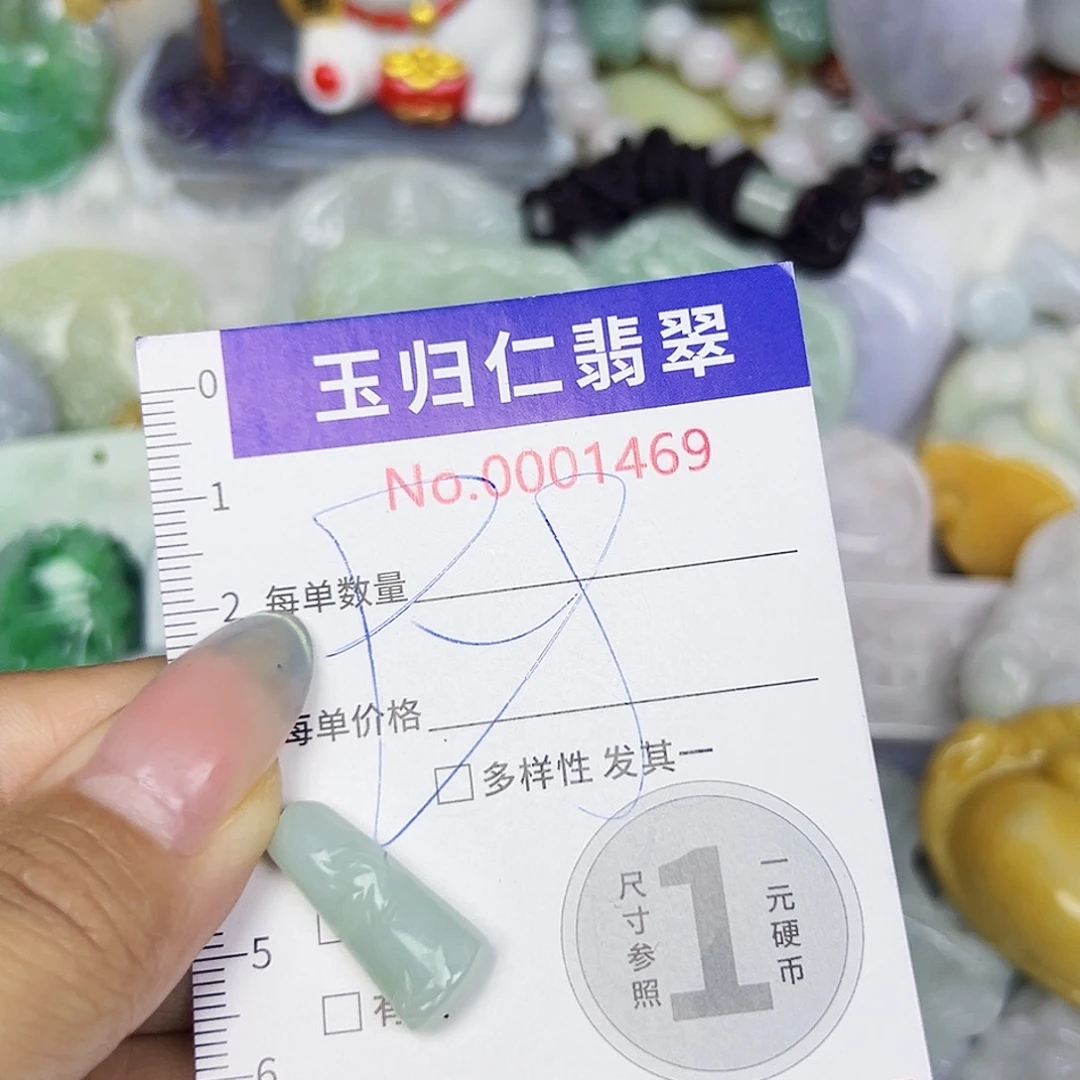 玉归仁翡翠
No.0001469
0
1
2
5
6
每单数量
每单价格
多样性 发其一
有
尺寸参照
1
一元硬币